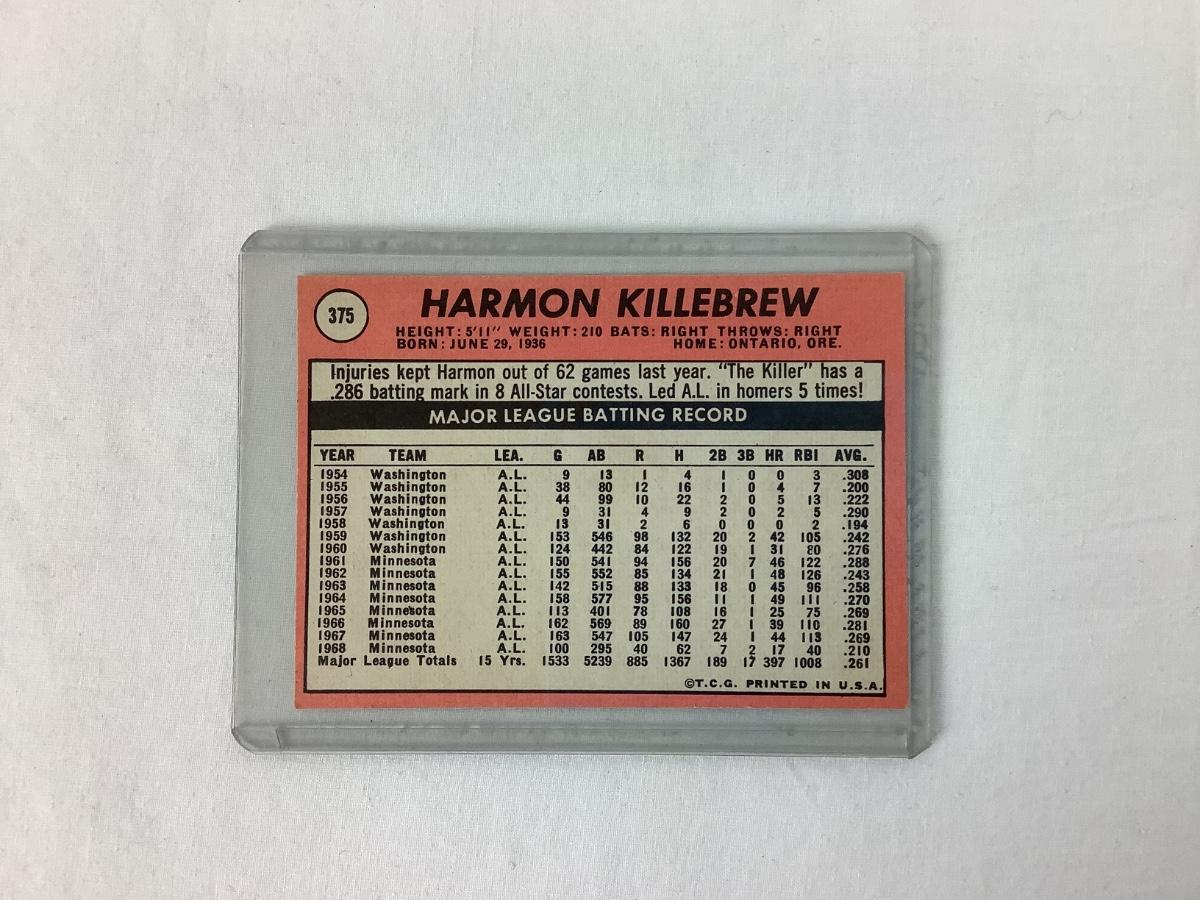 375
HARMON KILLEBREW
HEIGHT: 5'11" WEIGHT: 210 BATS: RIGHT THROWS: RIGHT
BORN: JUNE 29, 1936 HOME: ONTARIO, ORE.
Injuries kept Harmon out of 62 games last year. "The Killer" has a
.286 batting mark in 8 All-Star contests. Led A.L. in homers 5 times!
MAJOR LEAGUE BATTING RECORD
YEAR TEAM LEA. G AB R H 2B 3B HR RBI AVG.
1954 Washington A.L. 9 13 1 4 1 0 0 3 .308
1955 Washington A.L. 38 80 12 16 1 0 4 7 .200
1956 Washington A.L. 44 99 10 22 2 0 5 13 .222
1957 Washington A.L. 9 31 4 9 2 0 2 5 .290
1958 Washington A.L. 13 31 2 6 0 0 0 2 .194
1959 Washington A.L. 153 546 98 132 20 2 42 105 .242
1960 Washington A.L. 124 442 84 122 19 1 31 80 .276
1961 Minnesota A.L. 150 541 94 156 20 7 46 122 .288
1962 Minnesota A.L. 155 552 85 134 21 1 48 126 .243
1963 Minnesota A.L. 142 515 88 133 18 0 45 96 .258
1964 Minnesota A.L. 158 577 95 156 11 1 49 111 .270
1965 Minnesota A.L. 113 401 78 108 16 1 25 75 .269
1966 Minnesota A.L. 162 569 89 160 27 1 39 110 .281
1967 Minnesota A.L. 163 547 105 147 24 1 44 113 .269
1968 Minnesota A.L. 100 295 40 62 7 2 17 40 .210
Major League Totals 15 Yrs. 1533 5239 885 1367 189 17 397 1008 .261
©T.C.G. PRINTED IN U.S.A.